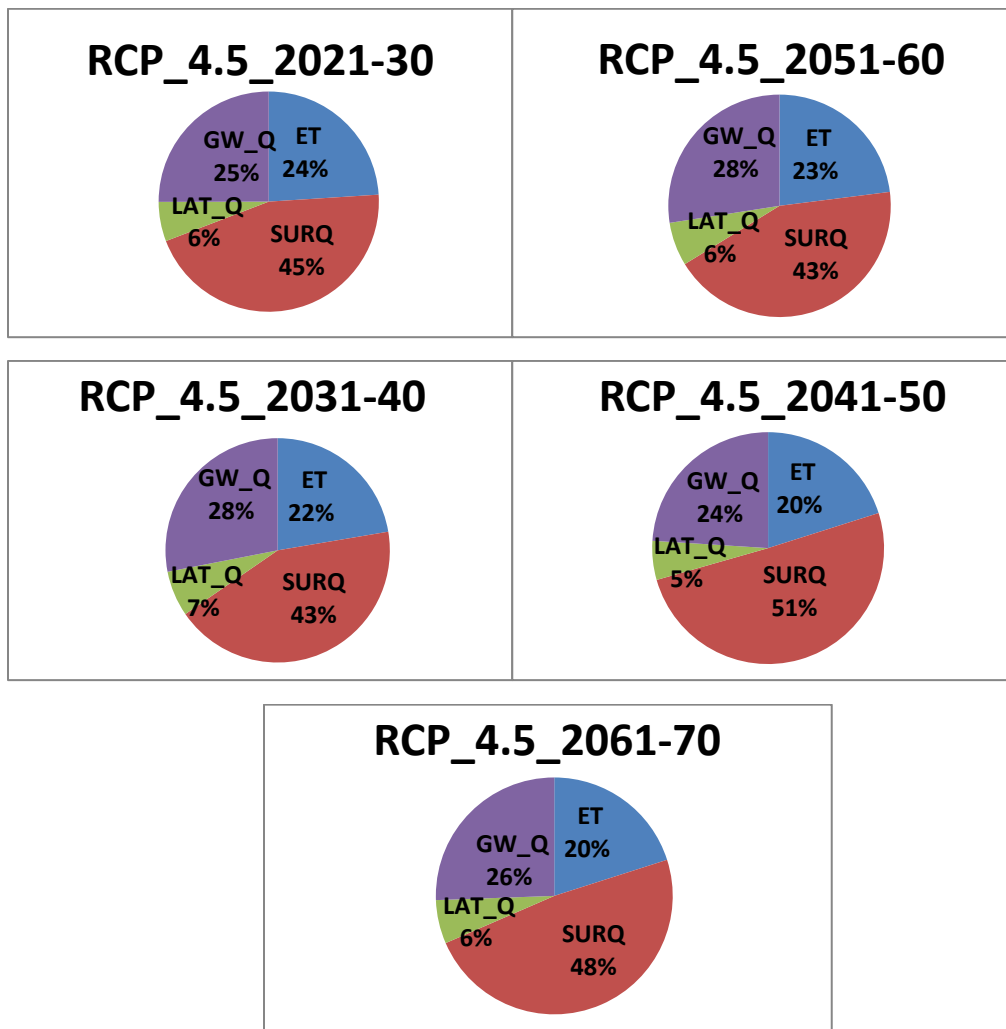 RCP_4.5_2021-30
GW_Q
25%
ET
24%
LAT_Q
6%
SURQ
45%
RCP_4.5_2051-60
GW_Q
28%
ET
23%
LAT_Q
6%
SURQ
43%
RCP_4.5_2031-40
GW_Q
28%
ET
22%
LAT_Q
7%
SURQ
43%
RCP_4.5_2041-50
GW_Q
24%
ET
20%
LAT_Q
5%
SURQ
51%
RCP_4.5_2061-70
GW_Q
26%
ET
20%
LAT_Q
6%
SURQ
48%